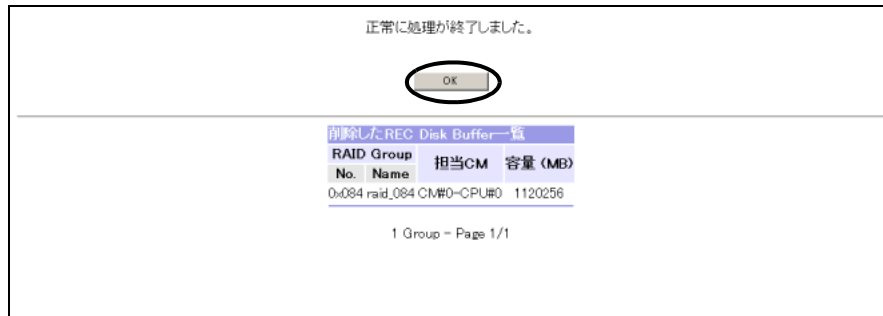 正常に処理が終了しました。
OK
削除したREC Disk Buffer一覧
RAID Group 担当CM 容量 (MB)
No. Name
0x084 raid_084 CM#0-CPU#0 1120256
1 Group - Page 1/1